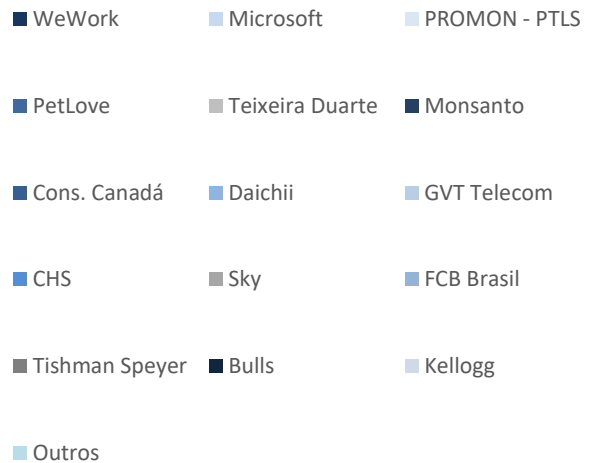 WeWork Microsoft PROMON - PTLS
PetLove Teixeira Duarte Monsanto
Cons. Canadá Daichii GVT Telecom
CHS Sky FCB Brasil
Tishman Speyer Bulls Kellogg
Outros